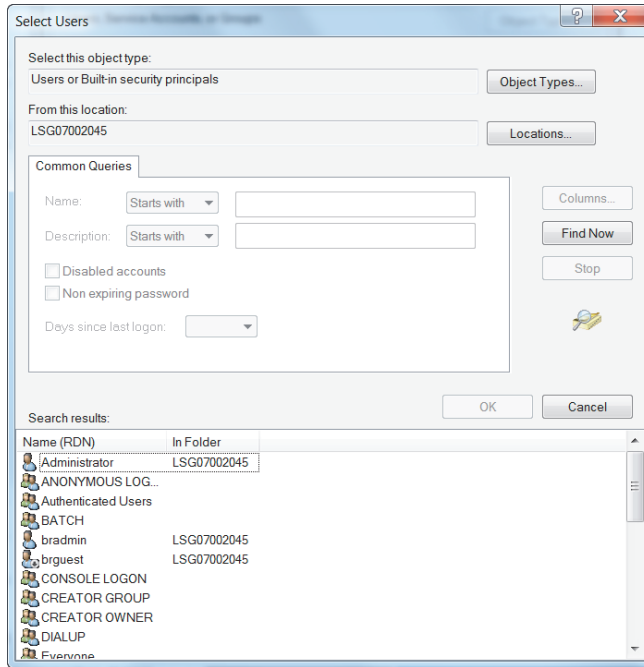 Select Users
Select this object type:
Users or Built-in security principals
Object Types...
From this location:
LSG07002045
Locations...
Common Queries
Name:
Starts with
Description:
Starts with
Disabled accounts
Non expiring password
Days since last logon:
Columns...
Find Now
Stop
OK
Cancel
Search results:
Name (RDN) In Folder
Administrator LSG07002045
ANONYMOUS LOG...
Authenticated Users
BATCH
bradmin LSG07002045
brguest LSG07002045
CONSOLE LOGON
CREATOR GROUP
CREATOR OWNER
DIALUP
Everyone